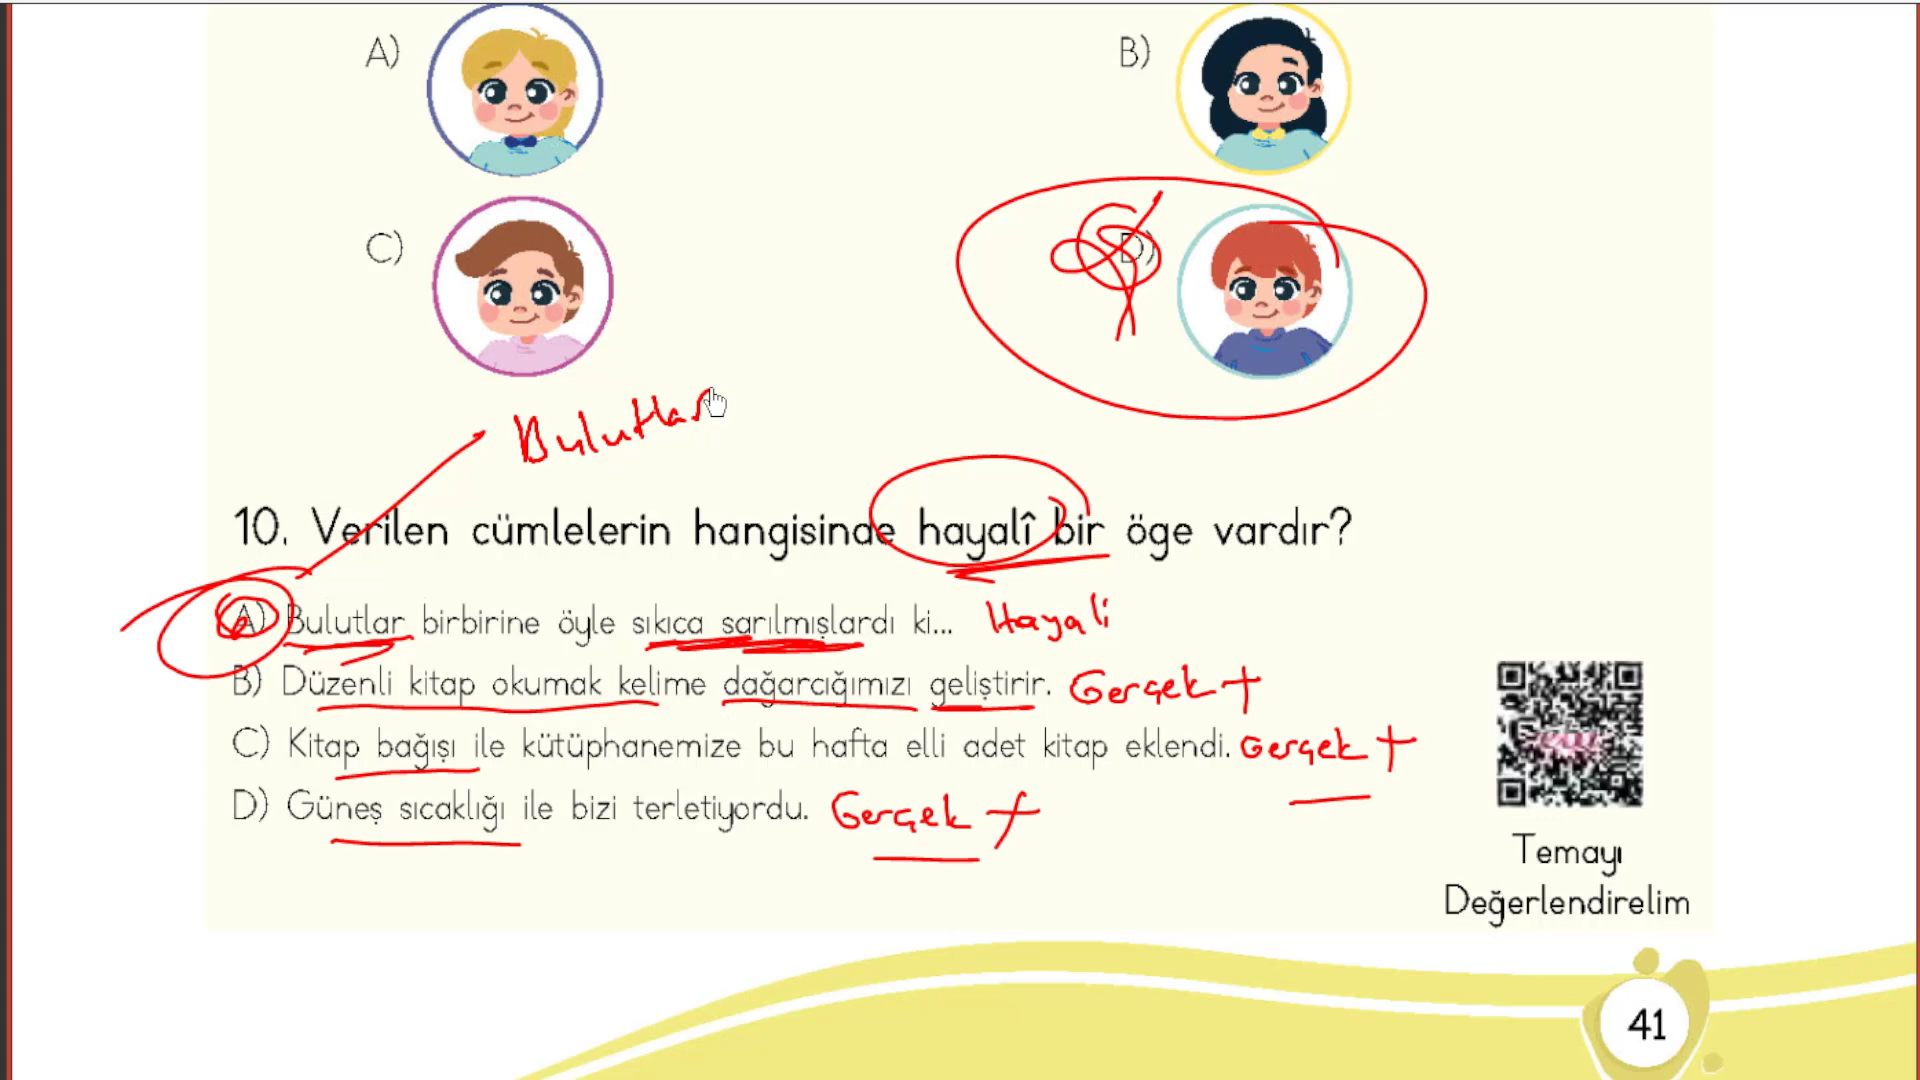 A)
B)
C)
D)
Bulutlar
10. Verilen cümlelerin hangisinde hayalî bir öge vardır?
A) Bulutlar birbirine öyle sıkıca sarılmışlardı ki... Hayali
B) Düzenli kitap okumak kelime dağarcığımızı geliştirir. Gerçek +
C) Kitap bağışı ile kütüphanemize bu hafta elli adet kitap eklendi. Gerçek +
D) Güneş sıcaklığı ile bizi terletiyordu. Gerçek +
Temayı
Değerlendirelim
41